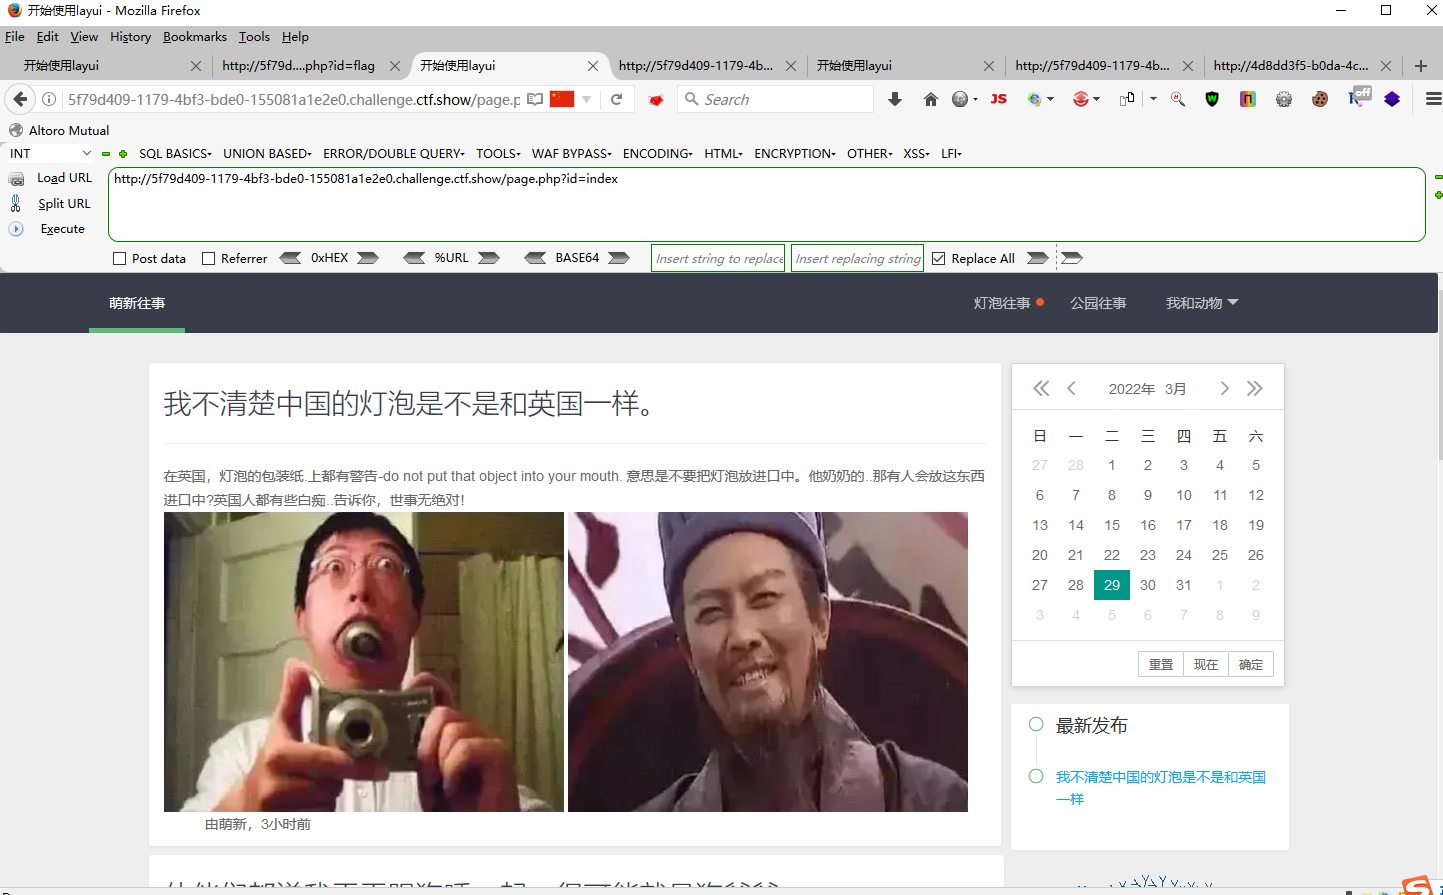 开始使用layui - Mozilla Firefox
File Edit View History Bookmarks Tools Help
开始使用layui
http://5f79d....php?id=flag
开始使用layui
http://5f79d409-1179-4b...
开始使用layui
http://5f79d409-1179-4b...
http://4d8dd3f5-b0da-4c...
5f79d409-1179-4bf3-bde0-155081a1e2e0.challenge.ctf.show/page.p
Search
JS
off
Altoro Mutual
INT
SQL BASICS
UNION BASED
ERROR/DOUBLE QUERY
TOOLS
WAF BYPASS
ENCODING
HTML
ENCRYPTION
OTHER
XSS
LFI
Load URL
http://5f79d409-1179-4bf3-bde0-155081a1e2e0.challenge.ctf.show/page.php?id=index
Split URL
Execute
Post data
Referrer
0xHEX
%URL
BASE64
Insert string to replace
Insert replacing string
Replace All
萌新往事
灯泡往事
公园往事
我和动物
我不清楚中国的灯泡是不是和英国一样。
在英国，灯泡的包装纸.上都有警告-do not put that object into your mouth. 意思是不要把灯泡放进口中。他奶奶的..那有人会放这东西
进口中?英国人都有些白痴..告诉你，世事无绝对!
由萌新，3小时前
2022年 3月
日 一 二 三 四 五 六
27 28 1 2 3 4 5
6 7 8 9 10 11 12
13 14 15 16 17 18 19
20 21 22 23 24 25 26
27 28 29 30 31 1 2
3 4 5 6 7 8 9
重置 现在 确定
最新发布
我不清楚中国的灯泡是不是和英国
一样